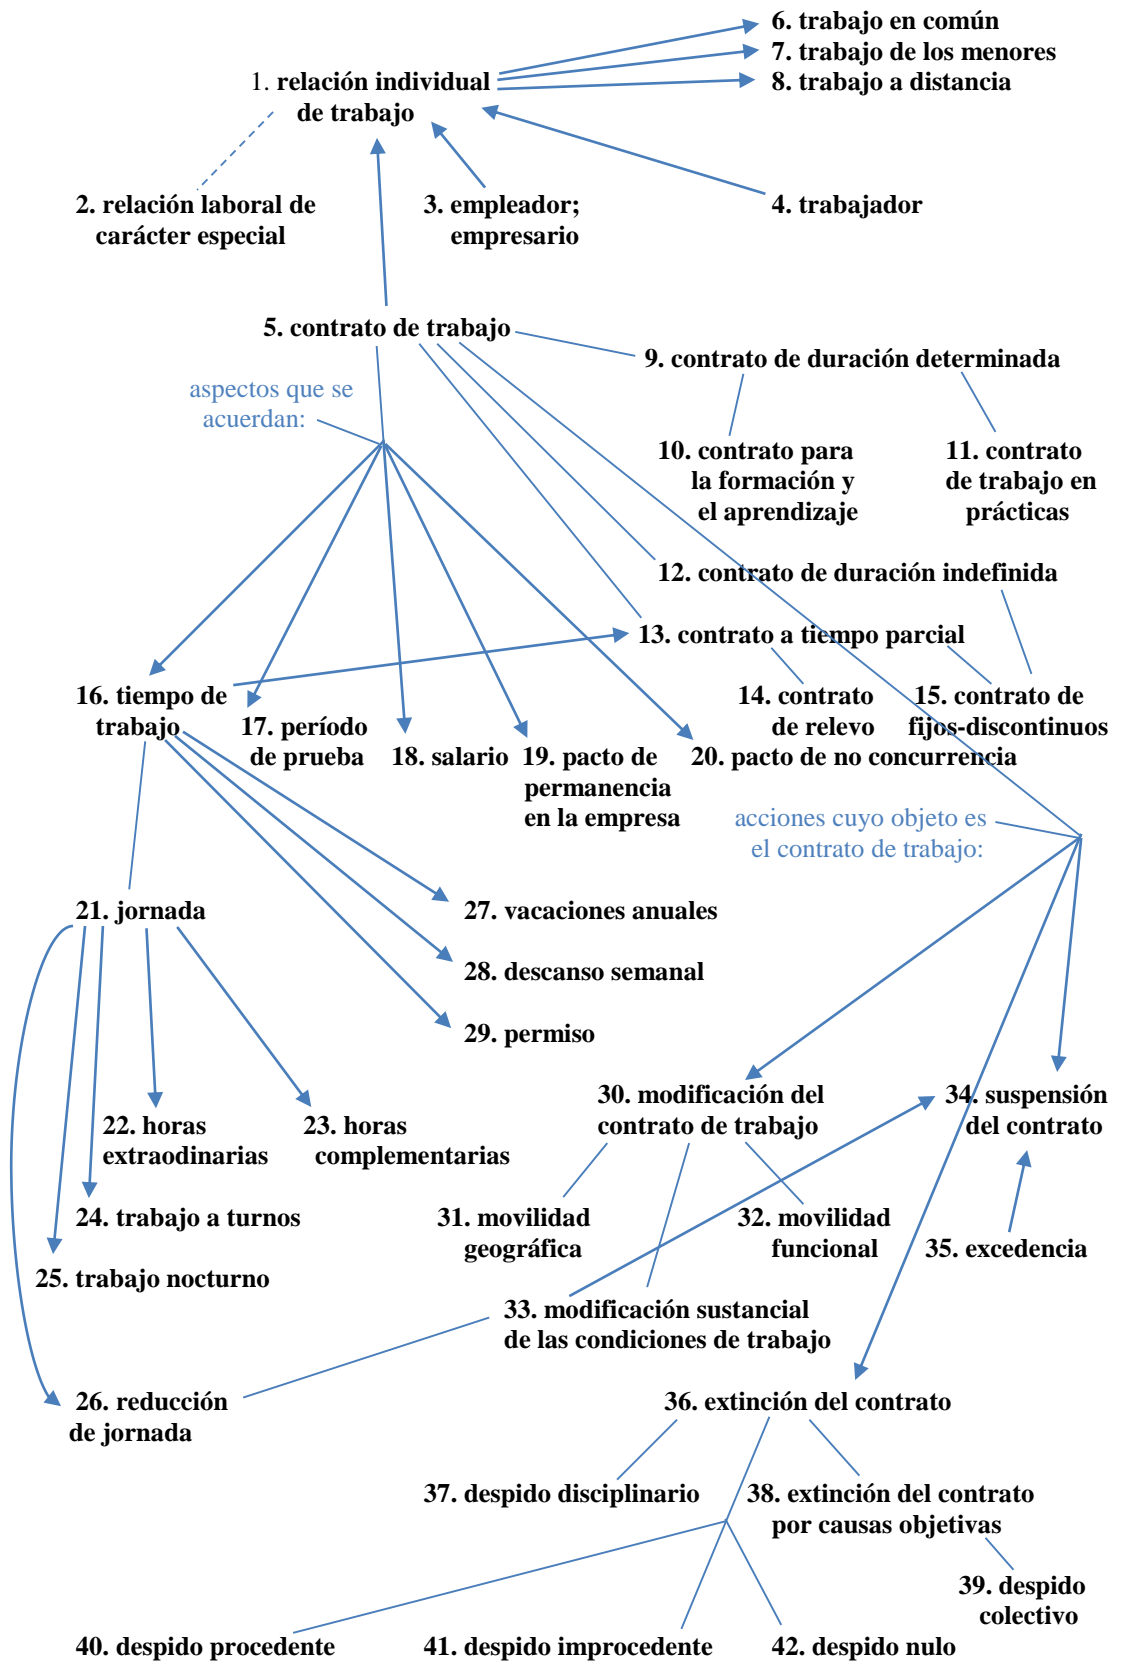 6. trabajo en común
7. trabajo de los menores
1. relación individual
8. trabajo a distancia
de trabajo
2. relación laboral de
carácter especial
3. empleador;
empresario
4. trabajador
5. contrato de trabajo
9. contrato de duración determinada
aspectos que se
acuerdan:
10. contrato para
la formación y
el aprendizaje
11. contrato
de trabajo en
prácticas
12. contrato de duración indefinida
13. contrato a tiempo parcial
14. contrato
de relevo
15. contrato de
fijos-discontinuos
16. tiempo de
trabajo
17. período
de prueba
18. salario
19. pacto de
permanencia
en la empresa
20. pacto de no concurrencia
acciones cuyo objeto es
el contrato de trabajo:
21. jornada
27. vacaciones anuales
28. descanso semanal
29. permiso
22. horas
extraodinarias
23. horas
complementarias
30. modificación del
contrato de trabajo
34. suspensión
del contrato
24. trabajo a turnos
31. movilidad
geográfica
32. movilidad
funcional
35. excedencia
25. trabajo nocturno
33. modificación sustancial
de las condiciones de trabajo
26. reducción
de jornada
36. extinción del contrato
37. despido disciplinario
38. extinción del contrato
por causas objetivas
39. despido
colectivo
40. despido procedente
41. despido improcedente
42. despido nulo